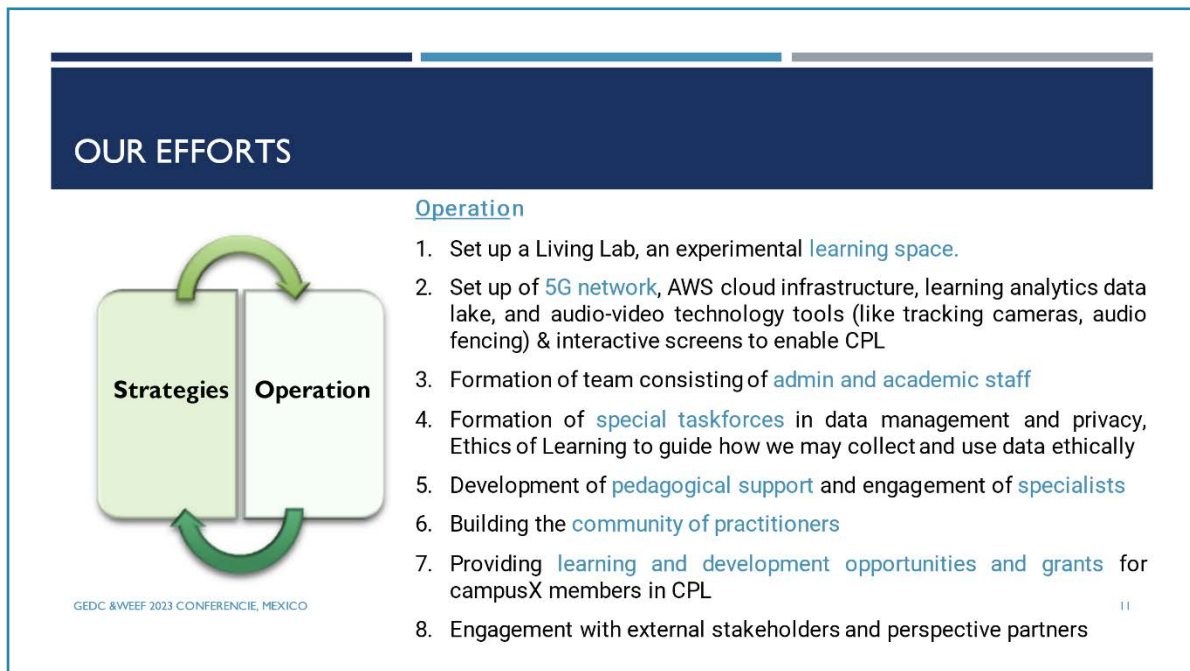 OUR EFFORTS
Strategies
Operation
Operation
1. Set up a Living Lab, an experimental learning space.
2. Set up of 5G network, AWS cloud infrastructure, learning analytics data
lake, and audio-video technology tools (like tracking cameras, audio
fencing) & interactive screens to enable CPL
3. Formation of team consisting of admin and academic staff
4. Formation of special taskforces in data management and privacy,
Ethics of Learning to guide how we may collect and use data ethically
5. Development of pedagogical support and engagement of specialists
6. Building the community of practitioners
7. Providing learning and development opportunities and grants for
campusX members in CPL
8. Engagement with external stakeholders and perspective partners
GEDC &WEEF 2023 CONFERENCIE, MEXICO
11